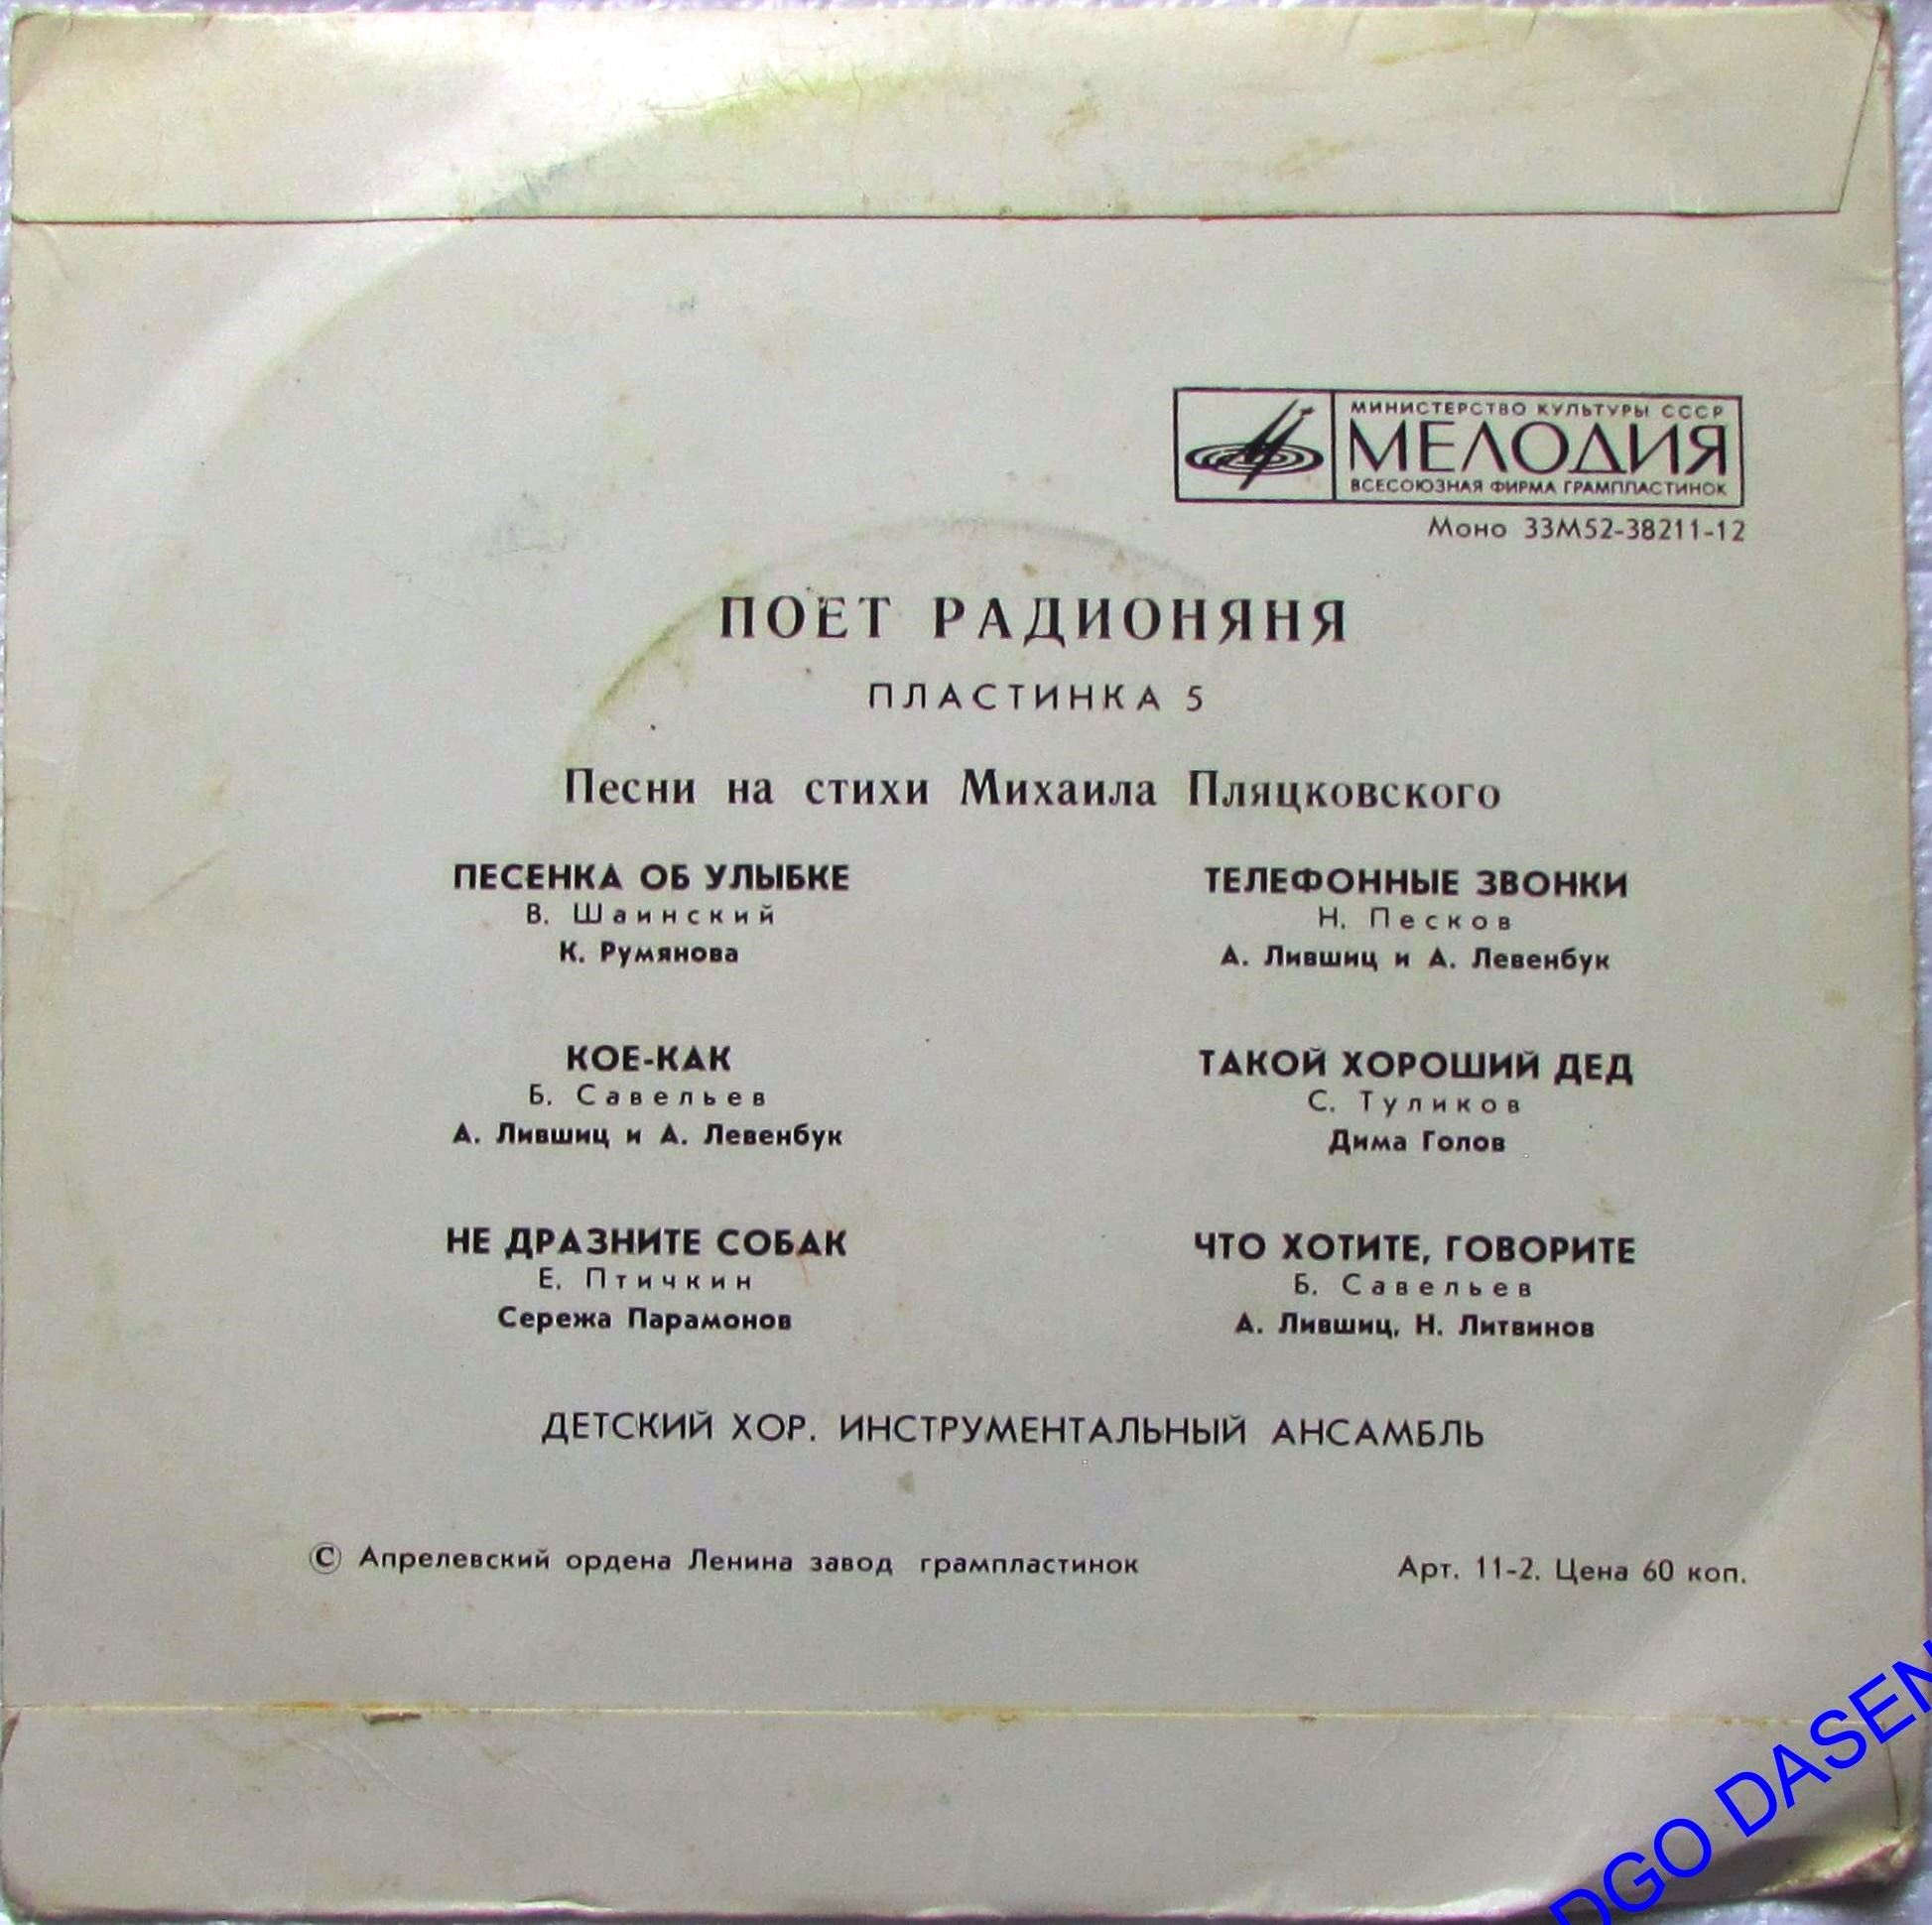 МИНИСТЕРСТВО КУЛЬТУРЫ СССР
МЕЛОДИЯ
ВСЕСОЮЗНАЯ ФИРМА ГРАМПЛАСТИНОК
Моно 33М52-38211-12
ПОЕТ РАДИОНЯНЯ
ПЛАСТИНКА 5
Песни на стихи Михаила Пляцковского
ПЕСЕНКА ОБ УЛЫБКЕ
В. Шаинский
К. Румянова
КОЕ-КАК
Б. Савельев
А. Лившиц и А. Левенбук
НЕ ДРАЗНИТЕ СОБАК
Е. Птичкин
Сережа Парамонов
ТЕЛЕФОННЫЕ ЗВОНКИ
Н. Песков
А. Лившиц и А. Левенбук
ТАКОЙ ХОРОШИЙ ДЕД
С. Туликов
Дима Голов
ЧТО ХОТИТЕ, ГОВОРИТЕ
Б. Савельев
А. Лившиц, Н. Литвинов
ДЕТСКИЙ ХОР. ИНСТРУМЕНТАЛЬНЫЙ АНСАМБЛЬ
© Апрелевский ордена Ленина завод грампластинок
Арт. 11-2. Цена 60 коп.
DGO DASEN